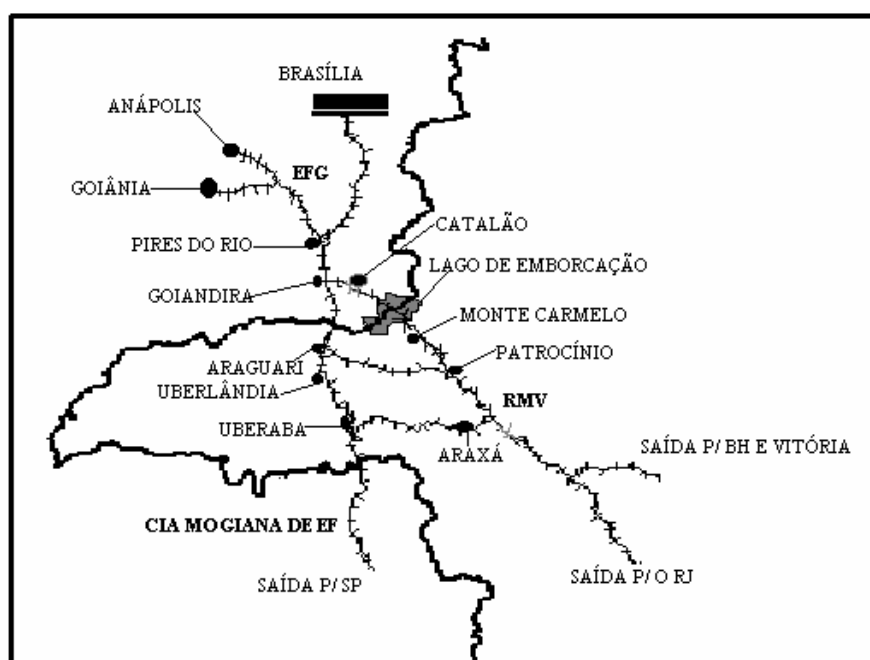 BRASÍLIA
ANÁPOLIS
EFG
GOIÂNIA
CATALÃO
PIRES DO RIO
LAGO DE EMBORCAÇÃO
GOIANDIRA
MONTE CARMELO
PATROCÍNIO
ARAGUARI
UBERLÂNDIA
RMV
UBERABA
SAÍDA P/ BH E VITÓRIA
ARAXÁ
CIA MOGIANA DE EF
SAÍDA P/ SP
SAÍDA P/ O RJ